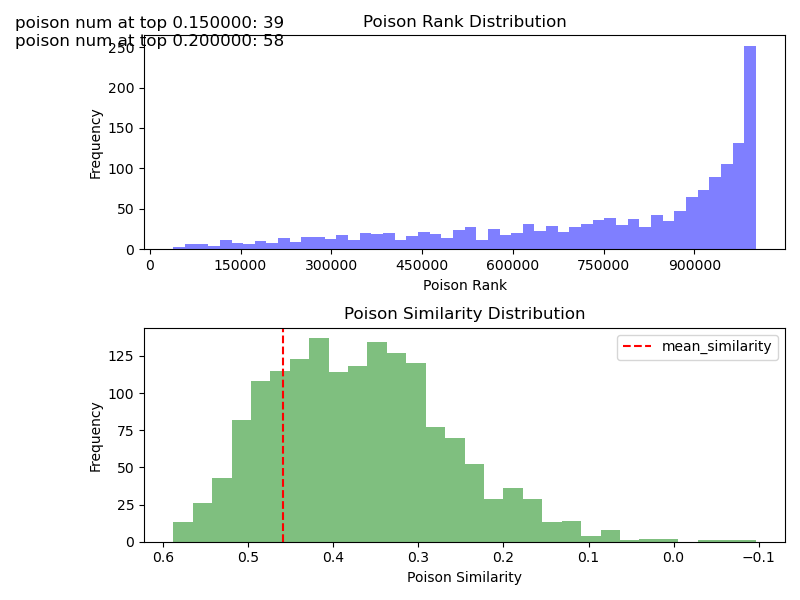 poison num at top 0.150000: 39
poison num at top 0.200000: 58
Poison Rank Distribution
250
200
150
100
50
0
Frequency
0 150000 300000 450000 600000 750000 900000
Poison Rank
Poison Similarity Distribution
mean_similarity
125
100
75
50
25
0
Frequency
0.6 0.5 0.4 0.3 0.2 0.1 0.0 −0.1
Poison Similarity